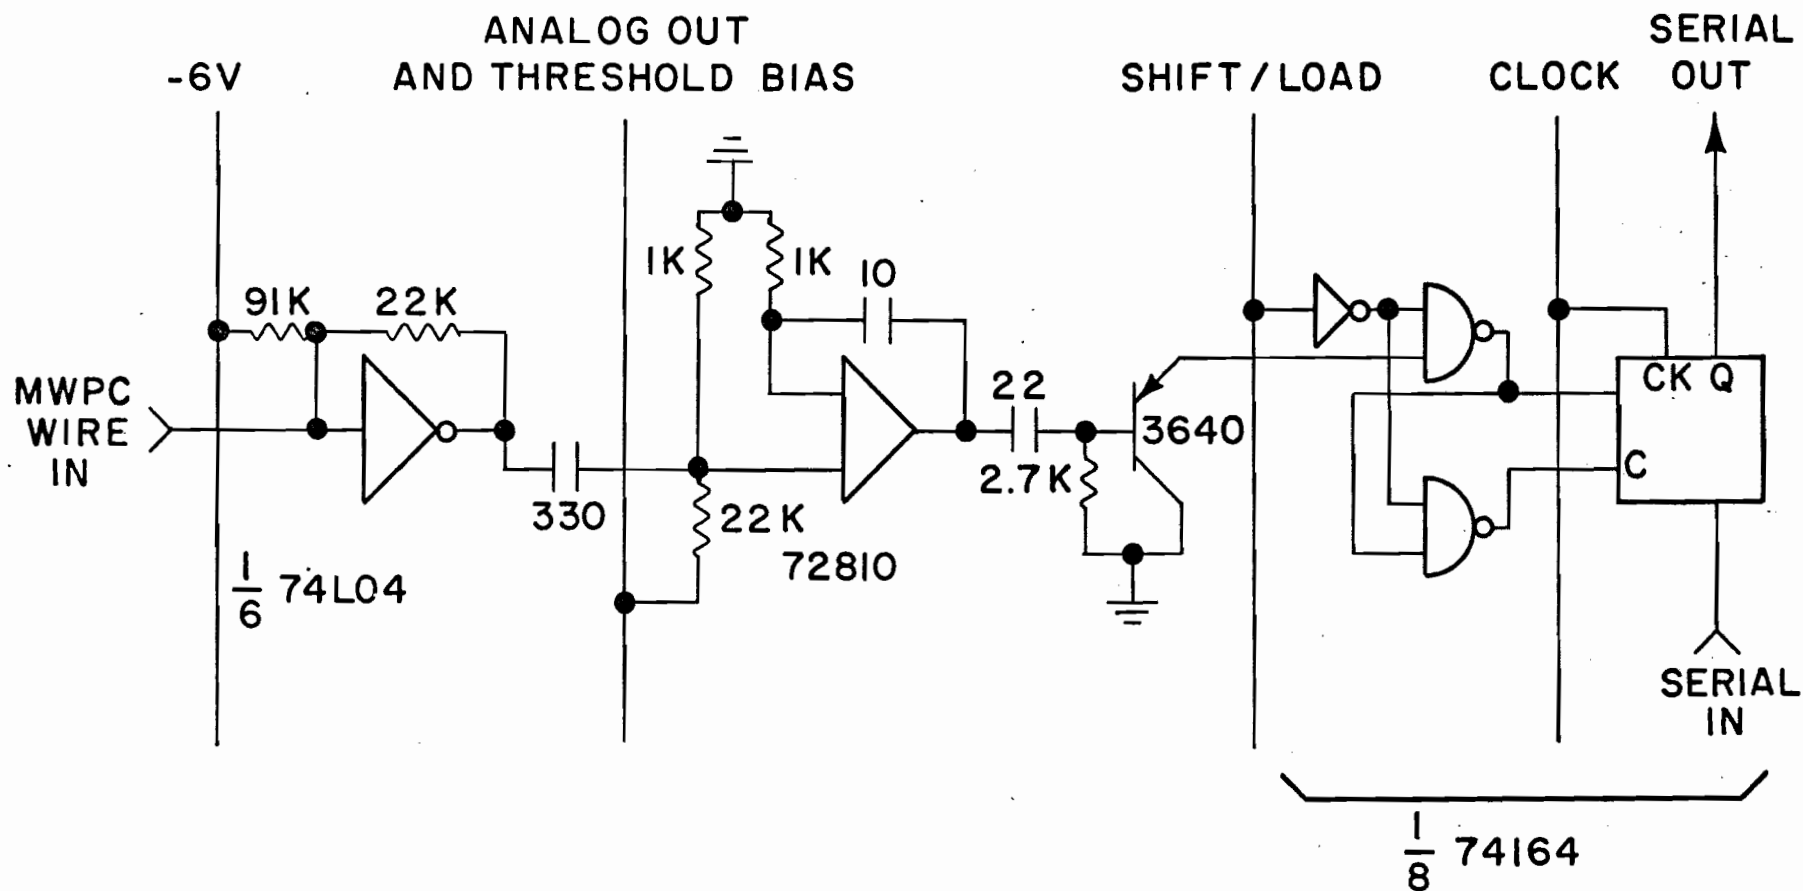 ANALOG OUT
AND THRESHOLD BIAS
-6V
SHIFT/LOAD
CLOCK
SERIAL
OUT
1K
1K
10
91K
22K
MWPC
WIRE
IN
22
3640
CK Q
2.7K
C
330
22K
72810
1/6 74L04
SERIAL
IN
1/8 74164